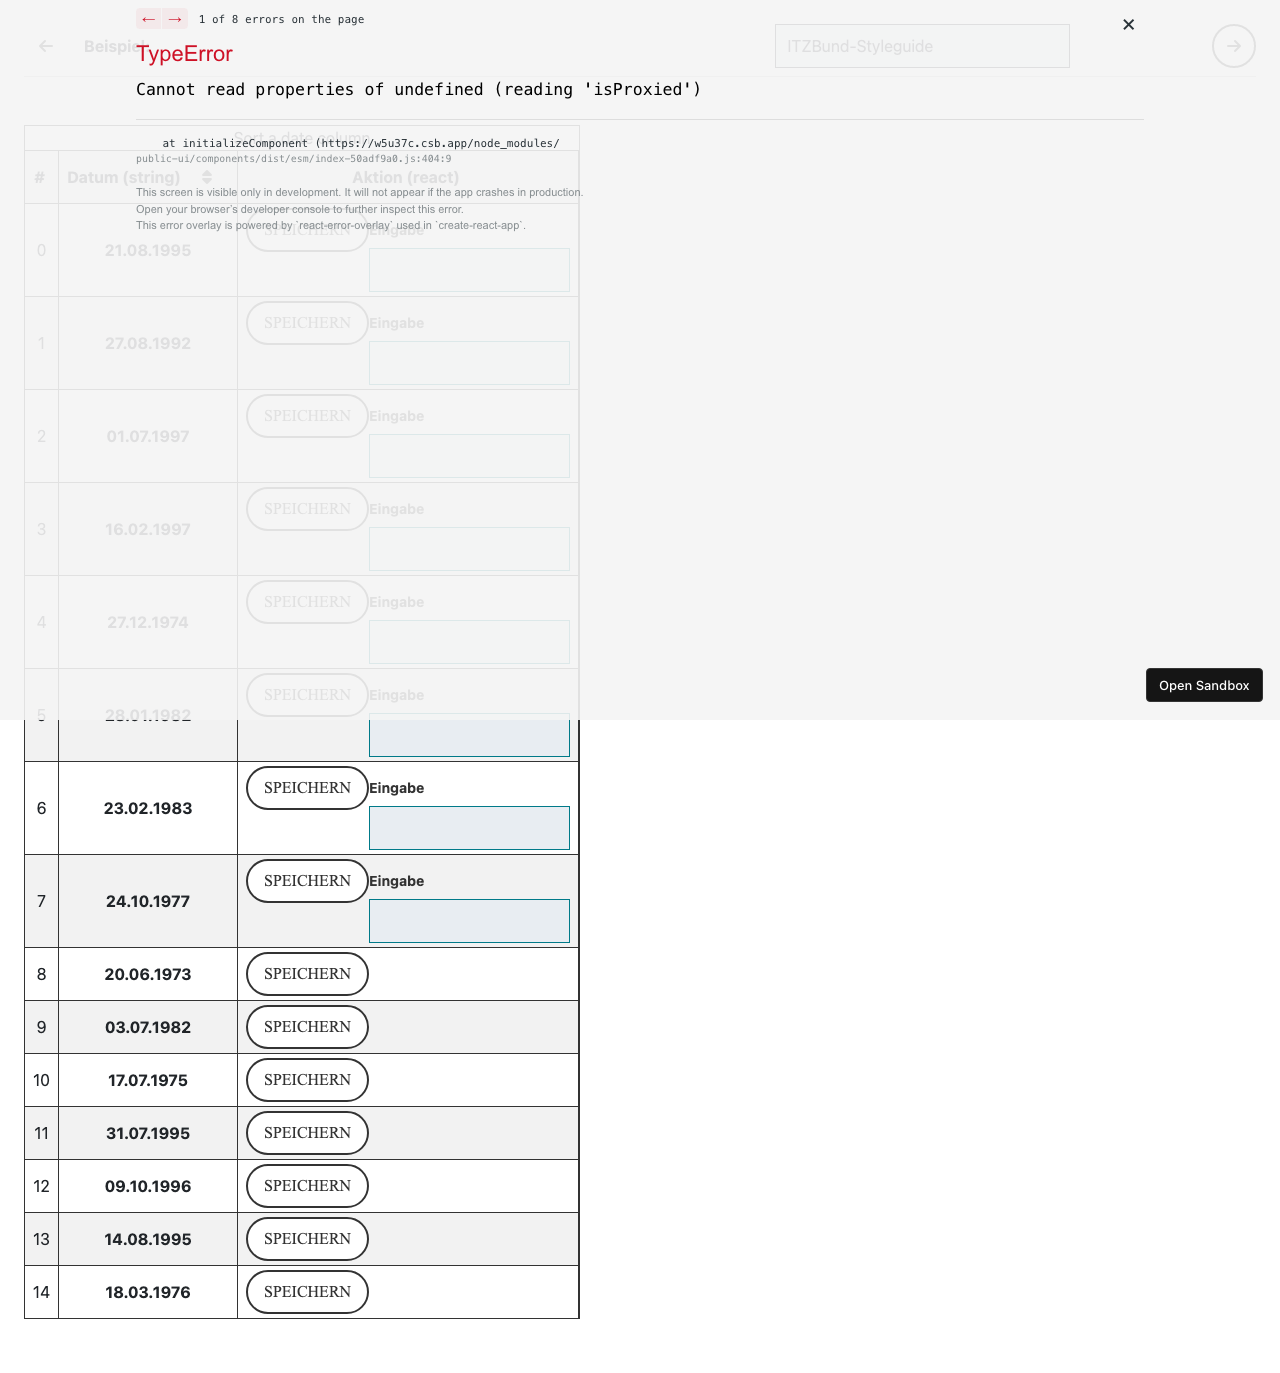 ← → 1 of 8 errors on the page ×
← Beispiel ITZBund-Styleguide →
TypeError
Cannot read properties of undefined (reading 'isProxied')
Sort a date column
at initializeComponent (https://w5u37c.csb.app/node_modules/
public-ui/components/dist/esm/index-50adf9a0.js:404:9
# Datum (string) Aktion (react)
This screen is visible only in development. It will not appear if the app crashes in production.
Open your browser's developer console to further inspect this error.
This error overlay is powered by `react-error-overlay` used in `create-react-app`.
0 21.08.1995 SPEICHERN Eingabe
1 27.08.1992 SPEICHERN Eingabe
2 01.07.1997 SPEICHERN Eingabe
3 16.02.1997 SPEICHERN Eingabe
4 27.12.1974 SPEICHERN Eingabe
Open Sandbox
5 28.01.1982 SPEICHERN Eingabe
6 23.02.1983 SPEICHERN Eingabe
7 24.10.1977 SPEICHERN Eingabe
8 20.06.1973 SPEICHERN
9 03.07.1982 SPEICHERN
10 17.07.1975 SPEICHERN
11 31.07.1995 SPEICHERN
12 09.10.1996 SPEICHERN
13 14.08.1995 SPEICHERN
14 18.03.1976 SPEICHERN